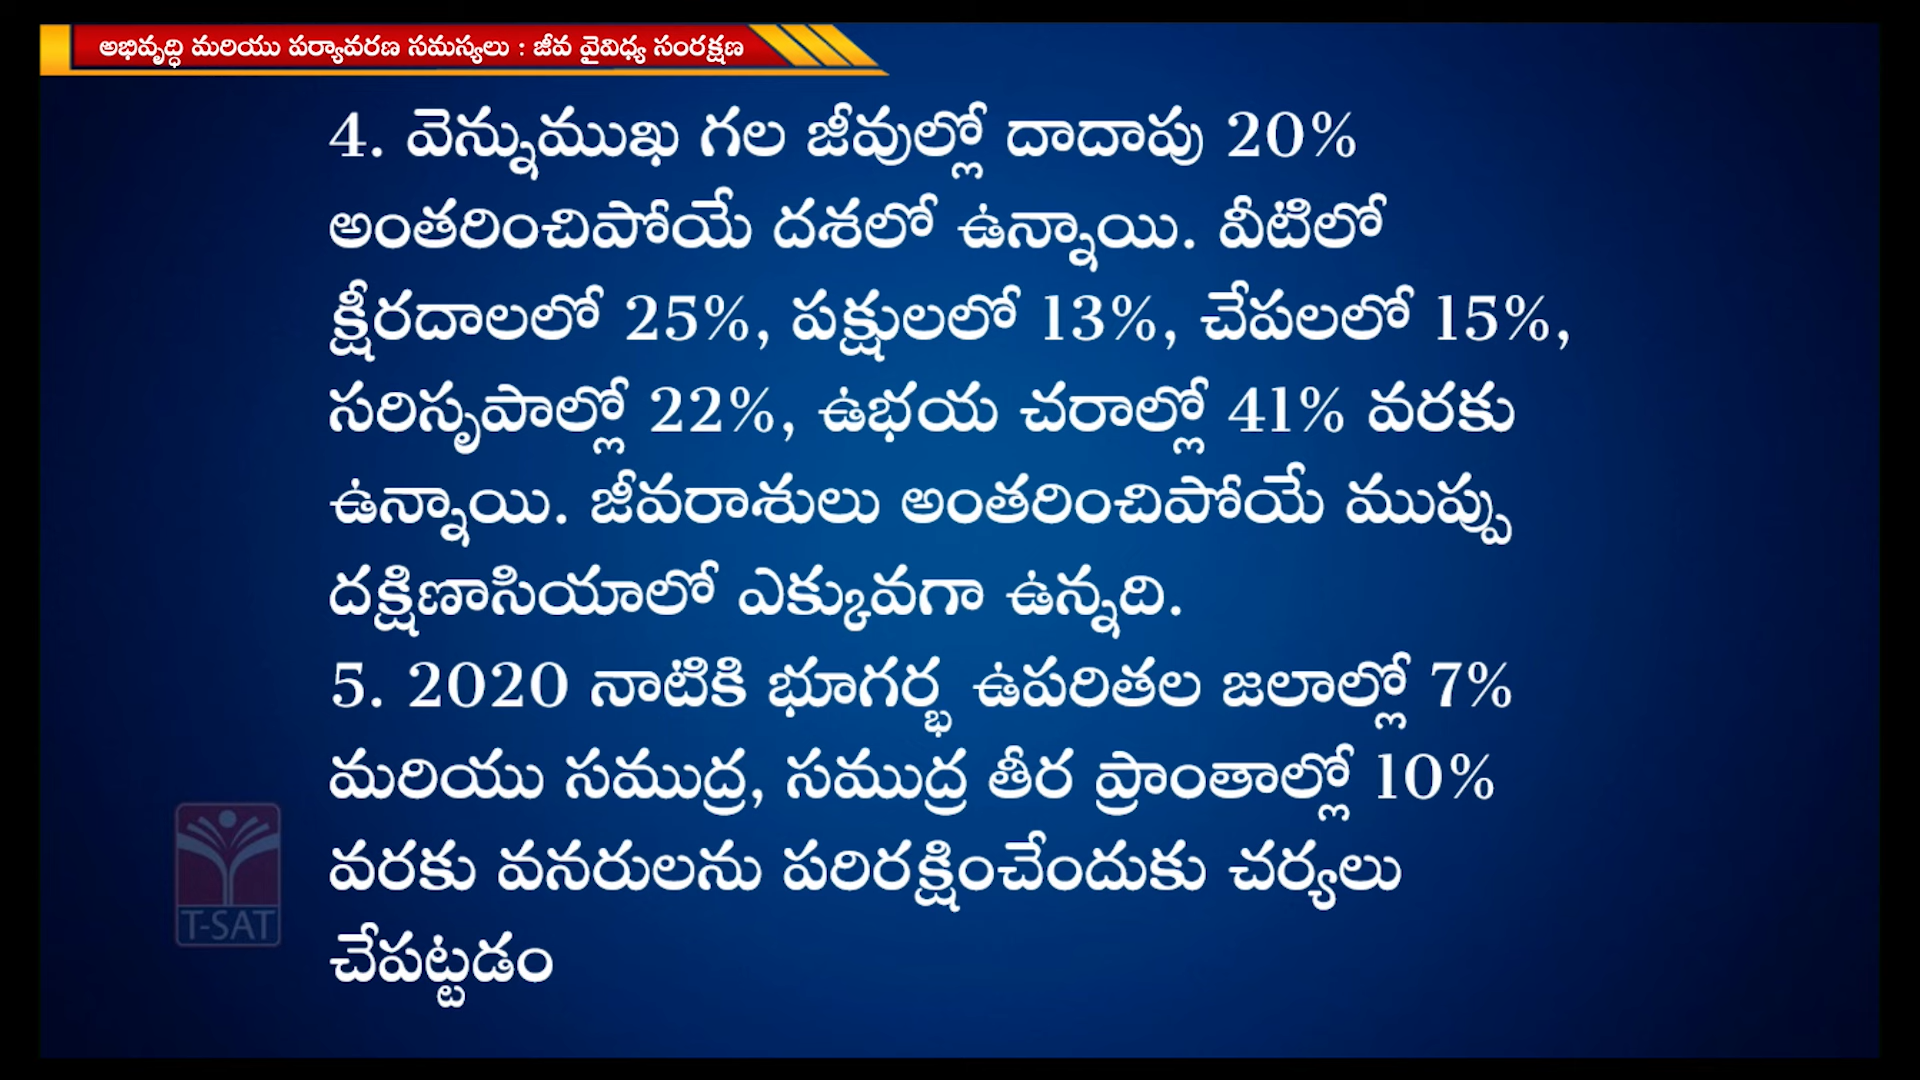 అభివృద్ధి మరియు పర్యావరణ సమస్యలు : జీవ వైవిధ్య సంరక్షణ
4. వెన్నుముఖ గల జీవుల్లో దాదాపు 20%
అంతరించిపోయే దశలో ఉన్నాయి. వీటిలో
క్షీరదాలలో 25%, పక్షులలో 13%, చేపలలో 15%,
సరిసృపాల్లో 22%, ఉభయ చరాల్లో 41% వరకు
ఉన్నాయి. జీవరాశులు అంతరించిపోయే ముప్పు
దక్షిణాసియాలో ఎక్కువగా ఉన్నది.
5. 2020 నాటికి భూగర్భ ఉపరితల జలాల్లో 7%
మరియు సముద్ర, సముద్ర తీర ప్రాంతాల్లో 10%
వరకు వనరులను పరిరక్షించేందుకు చర్యలు
చేపట్టడం
T-SAT